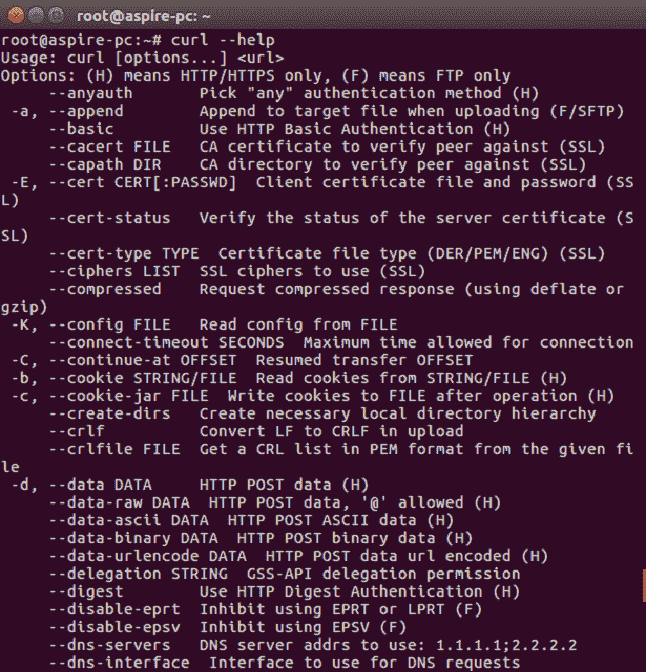 root@aspire-pc: ~
root@aspire-pc:~# curl --help
Usage: curl [options...] <url>
Options: (H) means HTTP/HTTPS only, (F) means FTP only
     --anyauth       Pick "any" authentication method (H)
 -a, --append        Append to target file when uploading (F/SFTP)
     --basic         Use HTTP Basic Authentication (H)
     --cacert FILE   CA certificate to verify peer against (SSL)
     --capath DIR    CA directory to verify peer against (SSL)
 -E, --cert CERT[:PASSWD]  Client certificate file and password (SS
L)
     --cert-status   Verify the status of the server certificate (S
SL)
     --cert-type TYPE  Certificate file type (DER/PEM/ENG) (SSL)
     --ciphers LIST  SSL ciphers to use (SSL)
     --compressed    Request compressed response (using deflate or
gzip)
 -K, --config FILE   Read config from FILE
     --connect-timeout SECONDS  Maximum time allowed for connection
 -C, --continue-at OFFSET  Resumed transfer OFFSET
 -b, --cookie STRING/FILE  Read cookies from STRING/FILE (H)
 -c, --cookie-jar FILE  Write cookies to FILE after operation (H)
     --create-dirs   Create necessary local directory hierarchy
     --crlf          Convert LF to CRLF in upload
     --crlfile FILE  Get a CRL list in PEM format from the given fi
le
 -d, --data DATA     HTTP POST data (H)
     --data-raw DATA  HTTP POST data, '@' allowed (H)
     --data-ascii DATA  HTTP POST ASCII data (H)
     --data-binary DATA  HTTP POST binary data (H)
     --data-urlencode DATA  HTTP POST data url encoded (H)
     --delegation STRING  GSS-API delegation permission
     --digest        Use HTTP Digest Authentication (H)
     --disable-eprt  Inhibit using EPRT or LPRT (F)
     --disable-epsv  Inhibit using EPSV (F)
     --dns-servers   DNS server addrs to use: 1.1.1.1;2.2.2.2
     --dns-interface  Interface to use for DNS requests